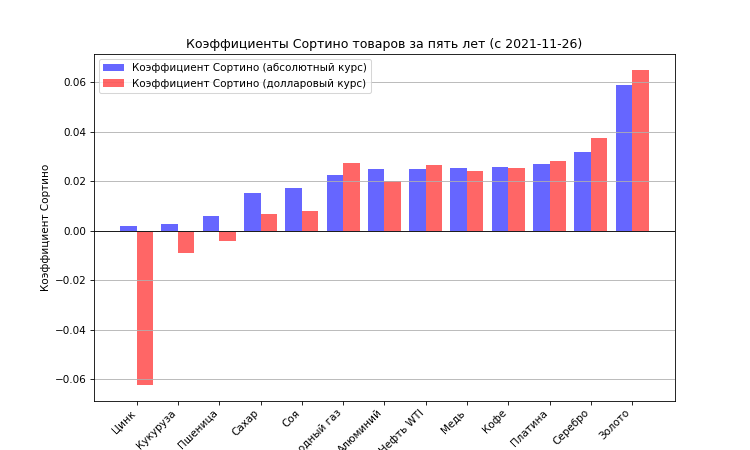 Коэффициенты Сортино товаров за пять лет (с 2021-11-26)
Коэффициент Сортино (абсолютный курс)
Коэффициент Сортино (долларовый курс)
Коэффициент Сортино
0.06
0.04
0.02
0.00
−0.02
−0.04
−0.06
Цинк
Кукуруза
Пшеница
Сахар
Соя
газ
Алюминий
Нефть WTI
Медь
Кофе
Платина
Серебро
Золото